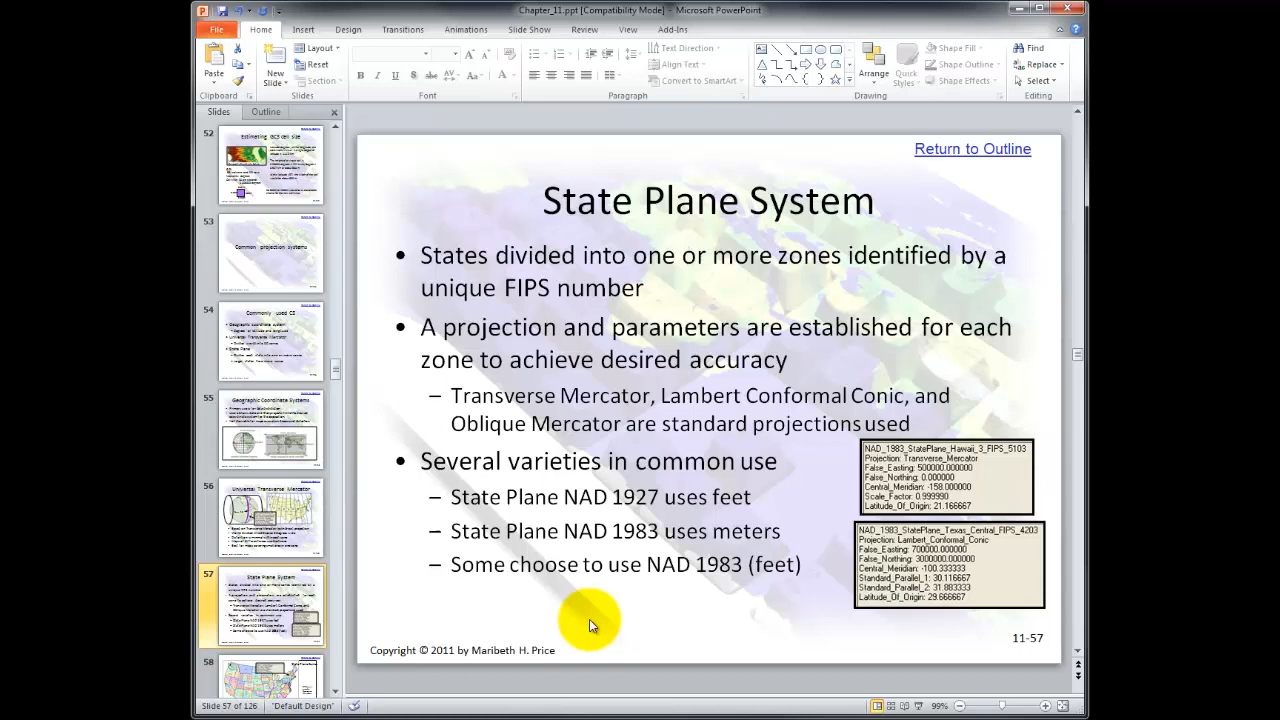 Chapter_11.ppt [Compatibility Mode] - Microsoft PowerPoint
File Home Insert Design Transitions Animations Slide Show Review View Add-Ins
Paste
Clipboard
New
Slide
Layout
Reset
Section
Slides
Font
Text Direction
Align Text
Convert to SmartArt
Paragraph
Arrange
Quick
Styles
Shape Fill
Shape Outline
Shape Effects
Drawing
Find
Replace
Select
Editing
Slides Outline
52
Estimating GCS cell size
53
Common projection systems
54
Commonly used CS
55
Geographic Coordinate Systems
56
Universal Transverse Mercator
57
State Plane System
58
Return to Outline
State Plane System
• States divided into one or more zones identified by a
unique FIPS number
• A projection and parameters are established for each
zone to achieve desired accuracy
– Transverse Mercator, Lambert Conformal Conic, and
Oblique Mercator are standard projections used
• Several varieties in common use
– State Plane NAD 1927 uses feet
– State Plane NAD 1983 uses meters
– Some choose to use NAD 1983 (feet)
NAD_1983_StatePlane_Hawaii_3_FIPS_5103
Projection: Transverse_Mercator
False_Easting: 500000.000000
False_Northing: 0.000000
Central_Meridian: -158.000000
Scale_Factor: 0.999990
Latitude_Of_Origin: 21.166667
NAD_1983_StatePlane_Texas_Central_FIPS_4203
Projection: Lambert_Conformal_Conic
False_Easting: 700000.000000
False_Northing: 3000000.000000
Central_Meridian: -100.333333
Standard_Parallel_1: 30.116667
Standard_Parallel_2: 31.883333
Latitude_Of_Origin: 29.666667
11-57
Copyright © 2011 by Maribeth H. Price
Slide 57 of 126 "Default Design" 99%